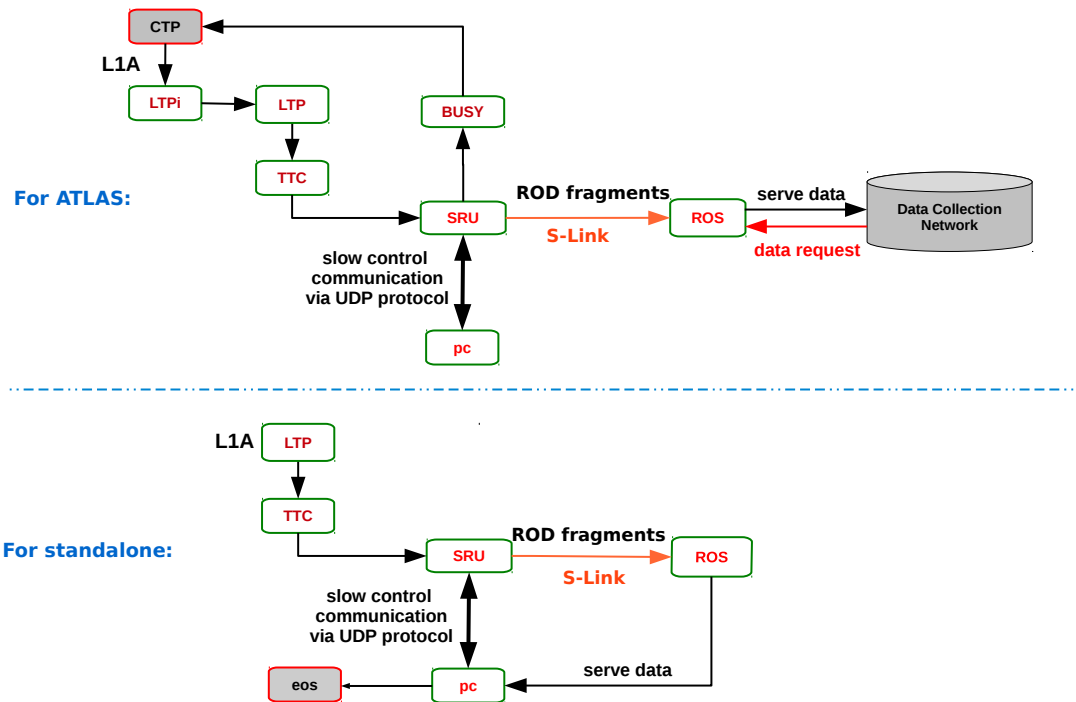 CTP
L1A
LTPi
LTP
BUSY
TTC
For ATLAS:
SRU
ROD fragments
S-Link
ROS
serve data
data request
Data Collection
Network
slow control
communication
via UDP protocol
pc
L1A
LTP
TTC
For standalone:
SRU
ROD fragments
S-Link
ROS
slow control
communication
via UDP protocol
serve data
eos
pc